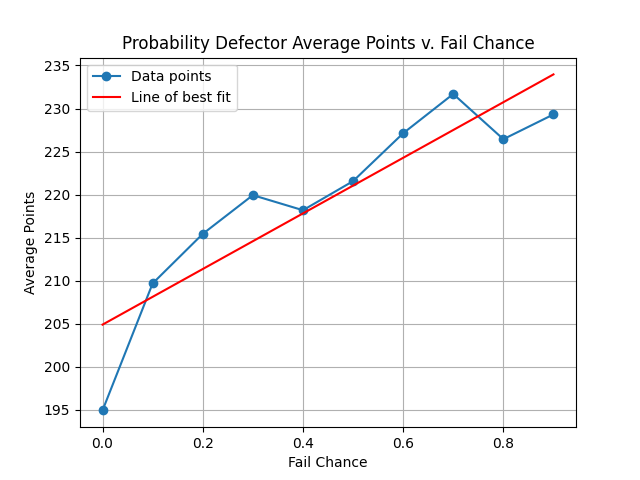 Probability Defector Average Points v. Fail Chance
Data points
Line of best fit
235
230
225
220
215
210
205
200
195
Average Points
0.0 0.2 0.4 0.6 0.8
Fail Chance